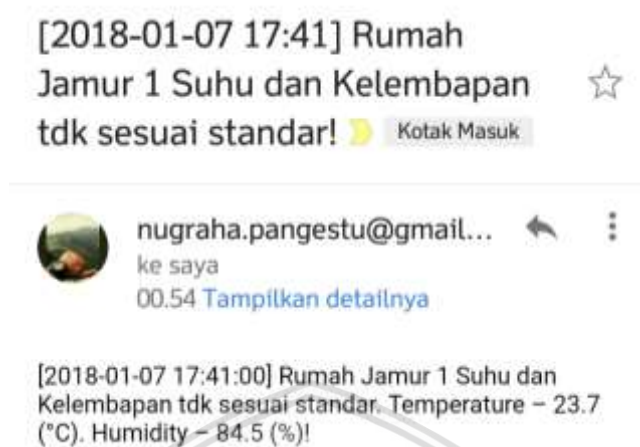 [2018-01-07 17:41] Rumah
Jamur 1 Suhu dan Kelembapan
tdk sesuai standar! Kotak Masuk
nugraha.pangestu@gmail...
ke saya
00.54 Tampilkan detailnya
[2018-01-07 17:41:00] Rumah Jamur 1 Suhu dan
Kelembapan tdk sesuai standar. Temperature – 23.7
(°C). Humidity – 84.5 (%)!